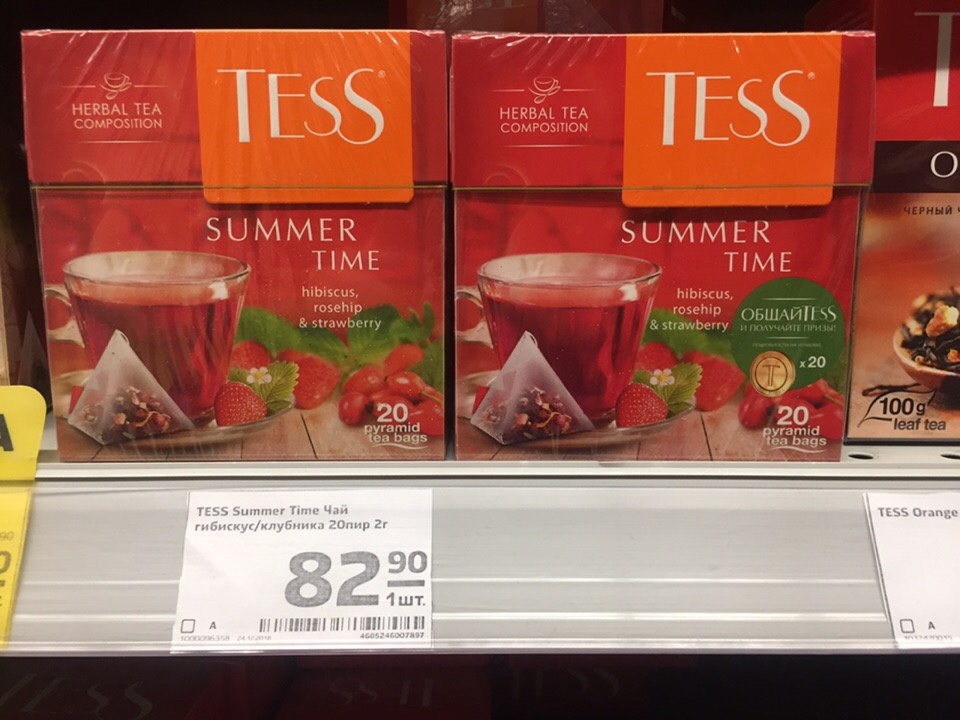 HERBAL TEA
COMPOSITION
TESS®
SUMMER
TIME
hibiscus,
rosehip
& strawberry
20
pyramid
tea bags
HERBAL TEA
COMPOSITION
TESS®
SUMMER
TIME
hibiscus,
rosehip
& strawberry
ОБЩАЙTESS
И ПОЛУЧАЙТЕ ПРИЗЫ!
x 20
20
pyramid
tea bags
T
O
ЧЕРНЫЙ
100g
leaf tea
A
90
TESS Summer Time Чай
гибискус/клубника 20пир 2г
82 90
1шт.
A
4605246007897
TESS Orange
A